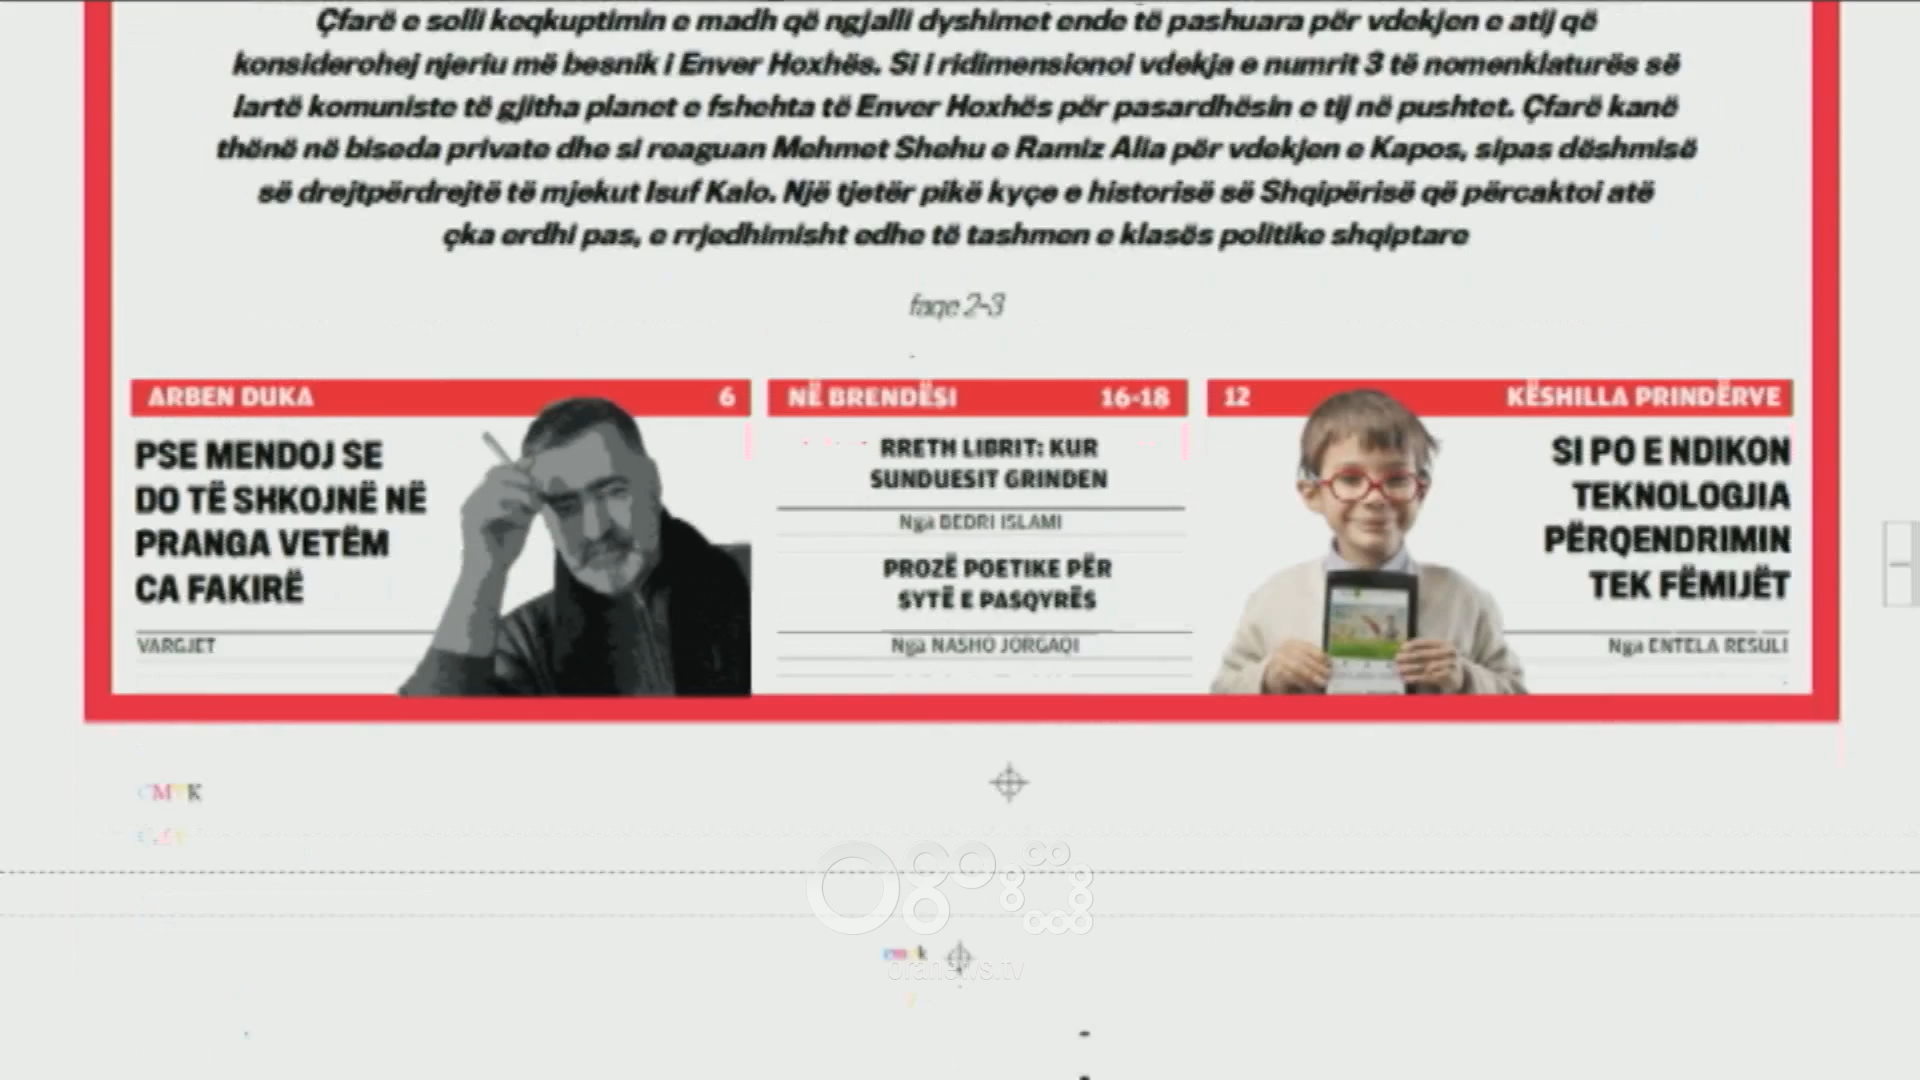 Çfarë e solli keqkuptimin e madh që ngjalli dyshimet ende të pashuara për vdekjen e atij që
konsiderohej njeriu më besnik i Enver Hoxhës. Si i ridimensionoi vdekja e numrit 3 të nomenklaturës së
lartë komuniste të gjitha planet e fshehta të Enver Hoxhës për pasardhësin e tij në pushtet. Çfarë kanë
thënë në biseda private dhe si reaguan Mehmet Shehu e Ramiz Alia për vdekjen e Kapos, sipas dëshmisë
së drejtpërdrejtë të mjekut Isuf Kalo. Një tjetër pikë kyçe e historisë së Shqipërisë që përcaktoi atë
çka erdhi pas, e rrjedhimisht edhe të tashmen e klasës politike shqiptare
faqe 2-3
ARBEN DUKA 6
PSE MENDOJ SE
DO TË SHKOJNË NË
PRANGA VETËM
CA FAKIRË
VARGJET
NË BRENDËSI 16-18
RRETH LIBRIT: KUR
SUNDUESIT GRINDEN
Nga BEDRI ISLAMI
PROZË POETIKE PËR
SYTË E PASQYRËS
Nga NASHO JORGAQI
12 KËSHILLA PRINDËRVE
SI PO E NDIKON
TEKNOLOGJIA
PËRQENDRIMIN
TEK FËMIJËT
Nga ENTELA RESULI
CMYK
cmyk
oranews.tv